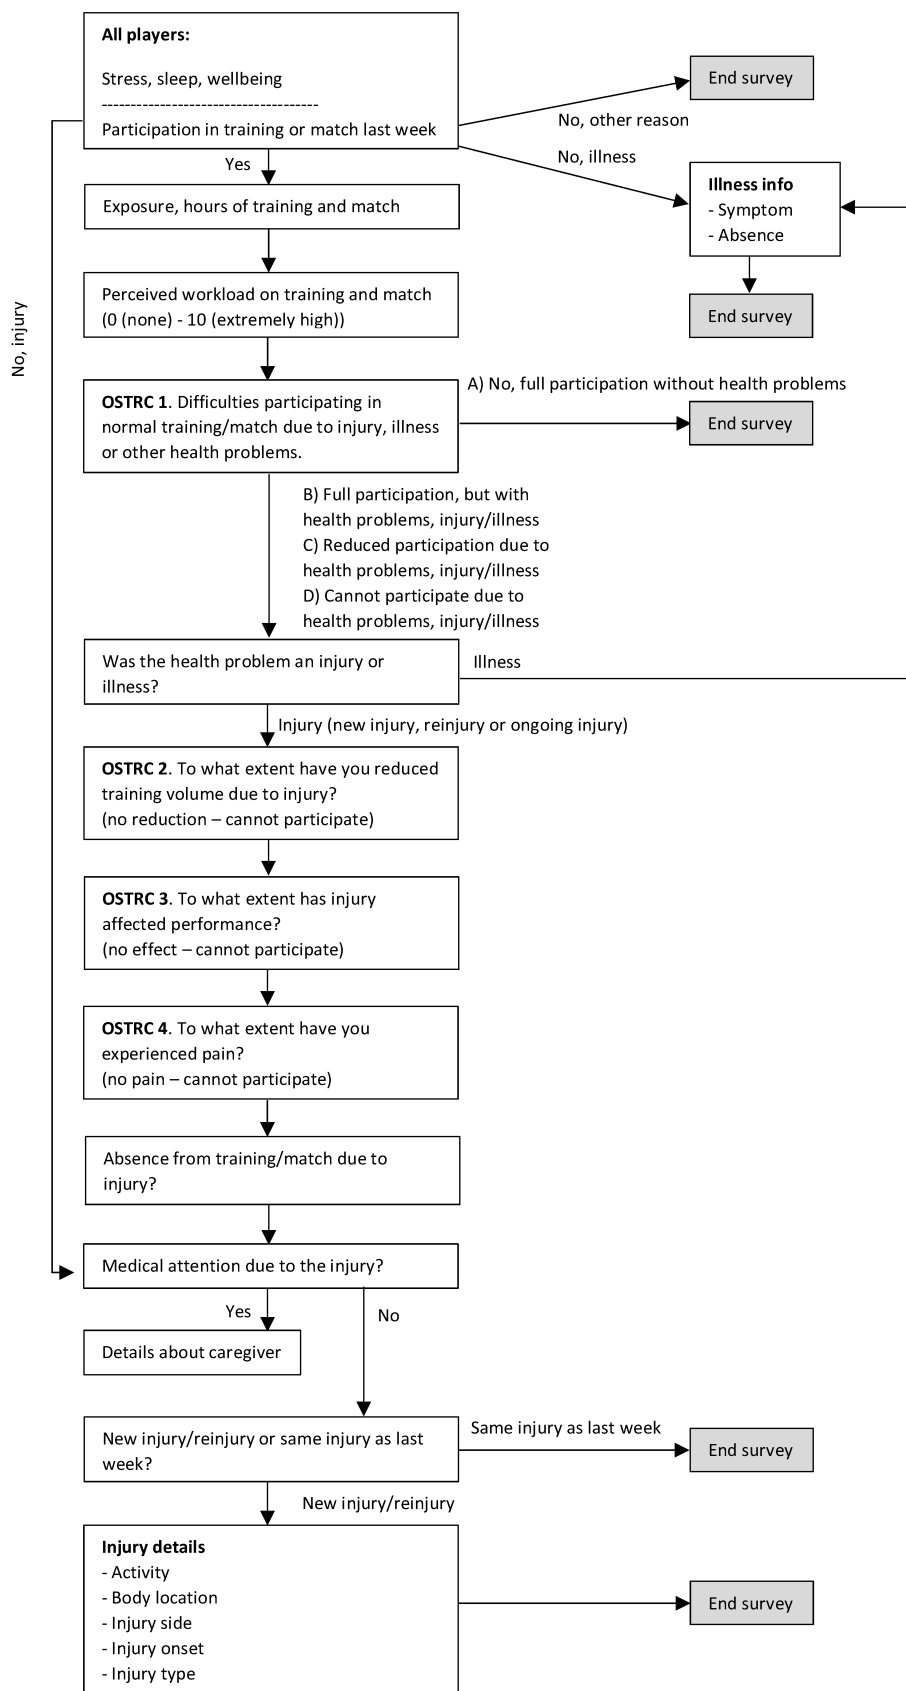 All players:
Stress, sleep, wellbeing
-------------------------------------
Participation in training or match last week
End survey
No, other reason
No, illness
Yes
Illness info
- Symptom
- Absence
Exposure, hours of training and match
End survey
Perceived workload on training and match
(0 (none) - 10 (extremely high))
No, injury
A) No, full participation without health problems
OSTRC 1. Difficulties participating in
normal training/match due to injury, illness
or other health problems.
End survey
B) Full participation, but with
health problems, injury/illness
C) Reduced participation due to
health problems, injury/illness
D) Cannot participate due to
health problems, injury/illness
Was the health problem an injury or
illness?
Illness
Injury (new injury, reinjury or ongoing injury)
OSTRC 2. To what extent have you reduced
training volume due to injury?
(no reduction – cannot participate)
OSTRC 3. To what extent has injury
affected performance?
(no effect – cannot participate)
OSTRC 4. To what extent have you
experienced pain?
(no pain – cannot participate)
Absence from training/match due to
injury?
Medical attention due to the injury?
Yes
No
Details about caregiver
New injury/reinjury or same injury as last
week?
Same injury as last week
End survey
New injury/reinjury
Injury details
- Activity
- Body location
- Injury side
- Injury onset
- Injury type
End survey